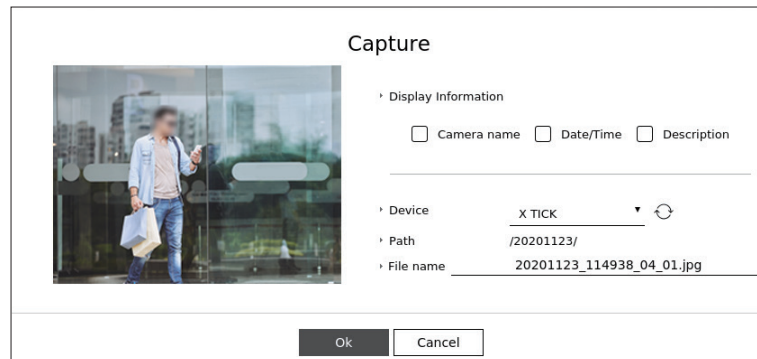 Capture
Display Information
Camera name Date/Time Description
Device X TICK
Path /20201123/
File name 20201123_114938_04_01.jpg
Ok Cancel